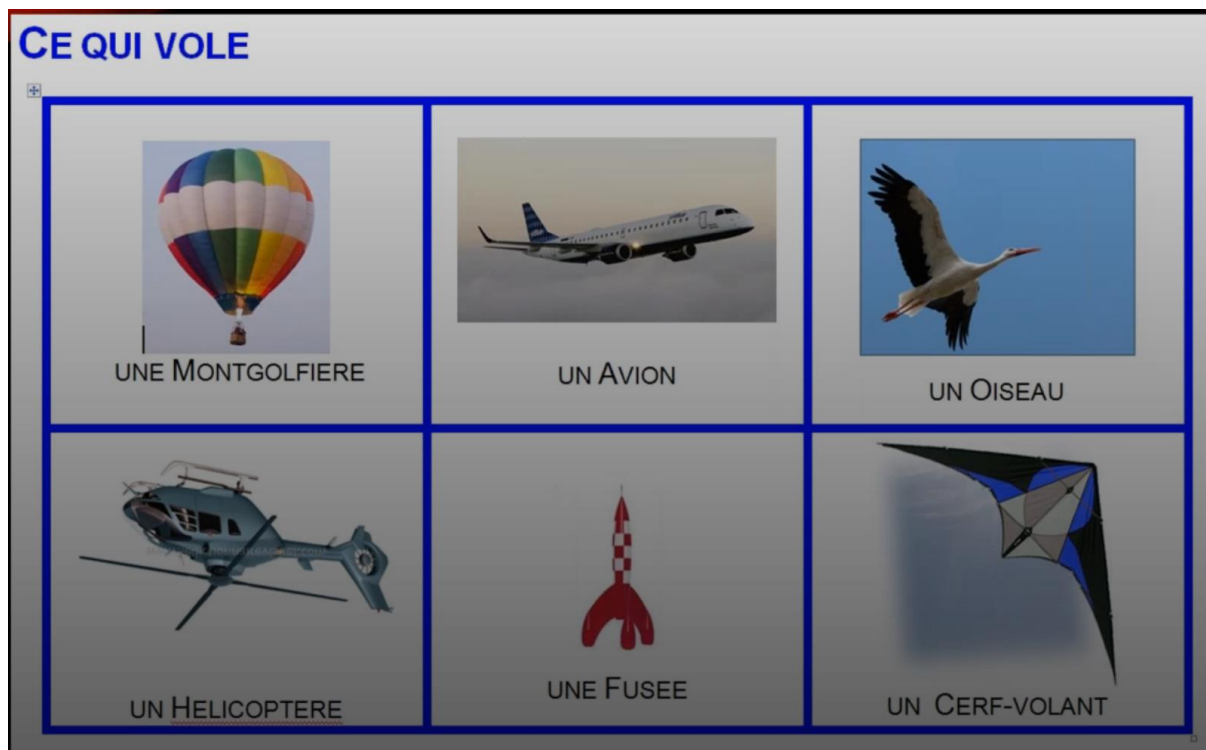 CE QUI VOLE
UNE MONTGOLFIERE
UN AVION
UN OISEAU
UN HELICOPTERE
UNE FUSEE
UN CERF-VOLANT